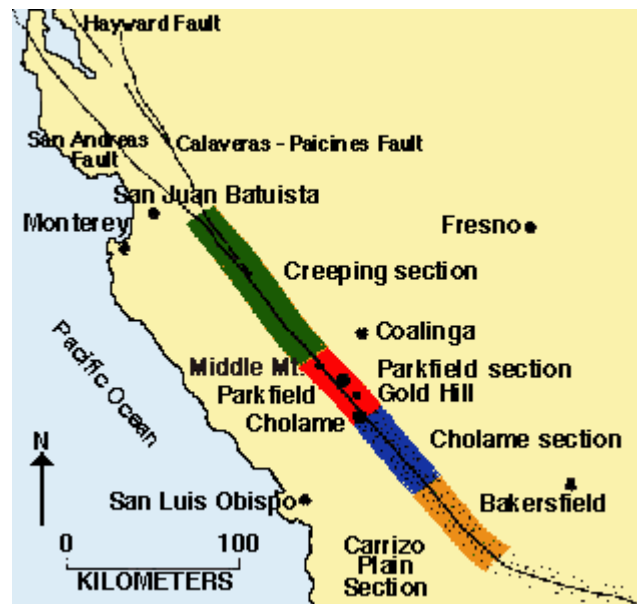 Hayward Fault
San Andreas
Fault
Calaveras - Paicines Fault
San Juan Batuista
Monterey
Fresno
Creeping section
Pacific Ocean
Coalinga
Middle Mt.
Parkfield section
Parkfield
Gold Hill
Cholame
Cholame section
N
San Luis Obispo
Bakersfield
0 100
KILOMETERS
Carrizo
Plain
Section